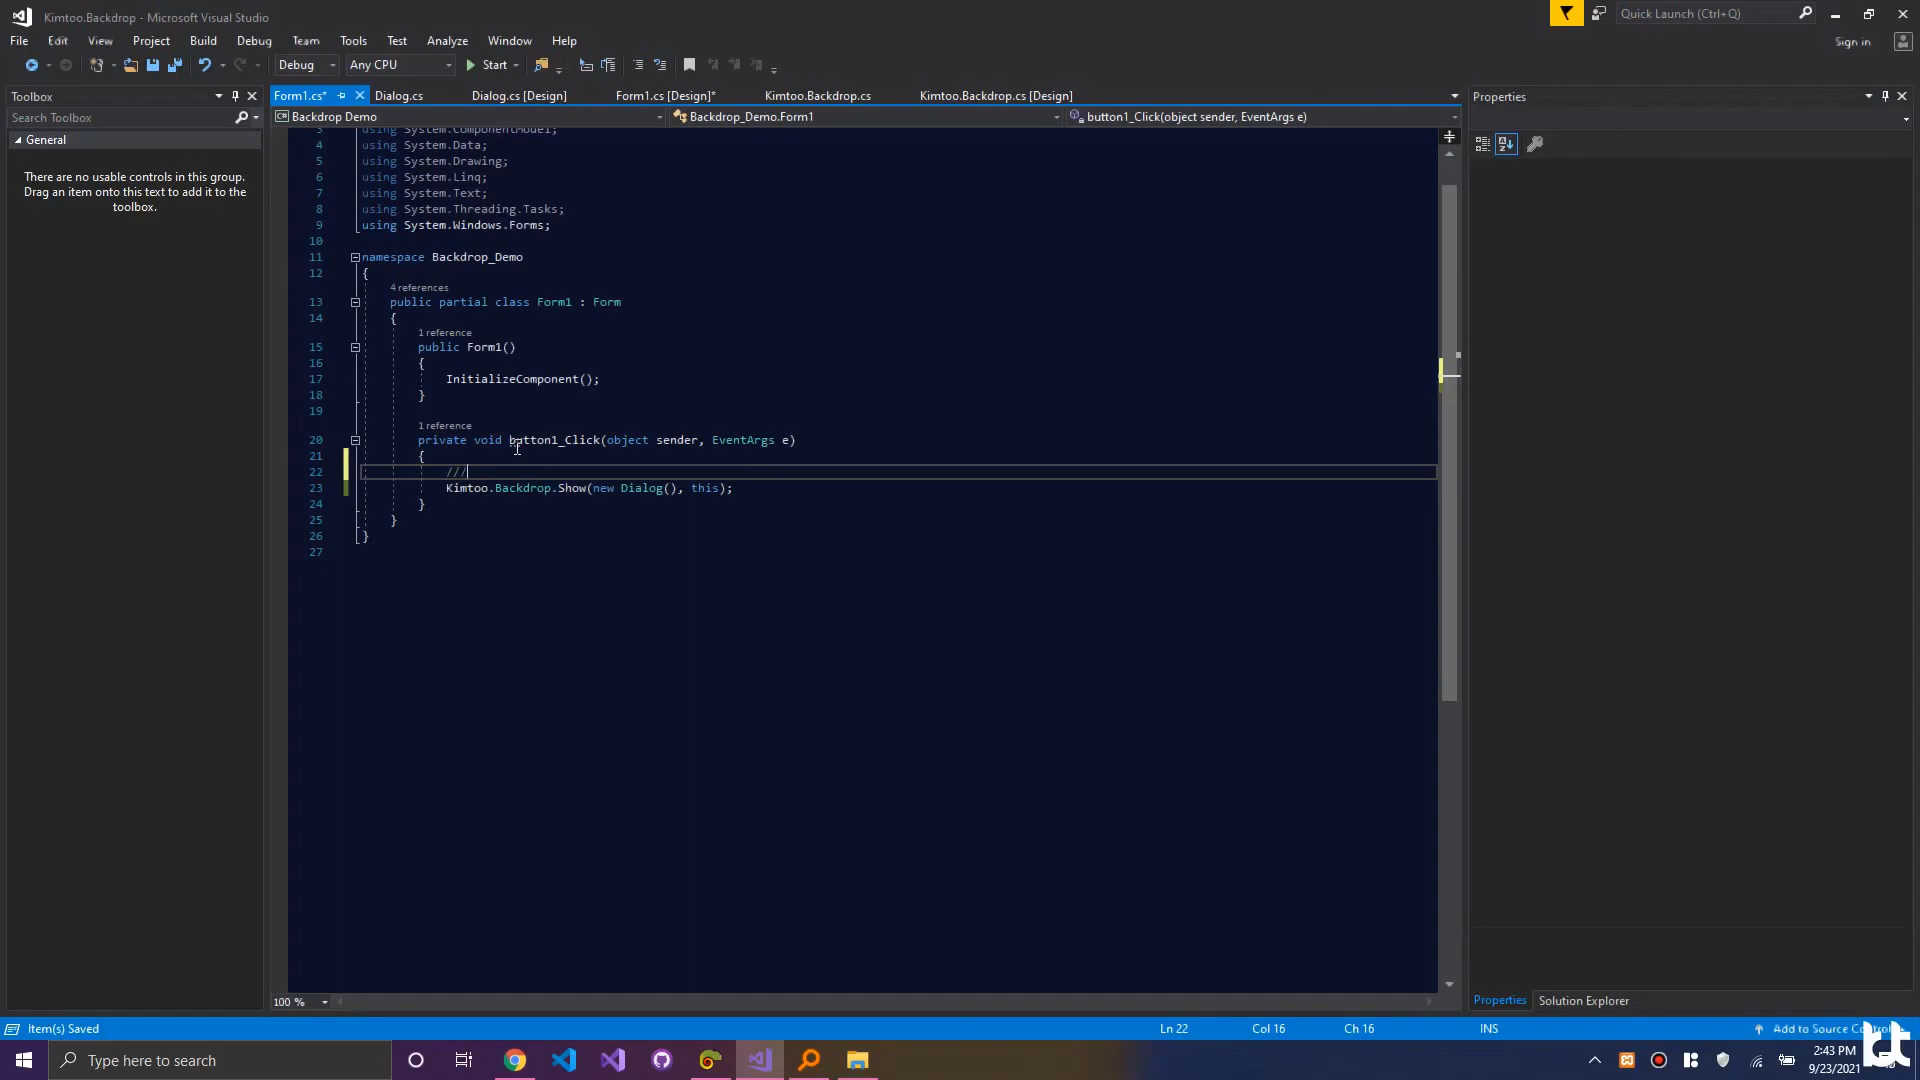 Kimtoo.Backdrop - Microsoft Visual Studio
Quick Launch (Ctrl+Q)
File Edit View Project Build Debug Team Tools Test Analyze Window Help
Sign in
Debug Any CPU Start
Toolbox
Form1.cs* Dialog.cs Dialog.cs [Design] Form1.cs [Design]* Kimtoo.Backdrop.cs Kimtoo.Backdrop.cs [Design]
Properties
Search Toolbox
Backdrop Demo Backdrop_Demo.Form1 button1_Click(object sender, EventArgs e)
General
There are no usable controls in this group.
Drag an item onto this text to add it to the
toolbox.
3 using System.ComponentModel;
4 using System.Data;
5 using System.Drawing;
6 using System.Linq;
7 using System.Text;
8 using System.Threading.Tasks;
9 using System.Windows.Forms;
10
11 namespace Backdrop_Demo
12 {
4 references
13 public partial class Form1 : Form
14 {
1 reference
15 public Form1()
16 {
17 InitializeComponent();
18 }
19
1 reference
20 private void button1_Click(object sender, EventArgs e)
21 {
22 ///
23 Kimtoo.Backdrop.Show(new Dialog(), this);
24 }
25 }
26 }
27
100 %
Properties Solution Explorer
Item(s) Saved Ln 22 Col 16 Ch 16 INS Add to Source
Type here to search
2:43 PM
9/23/2021